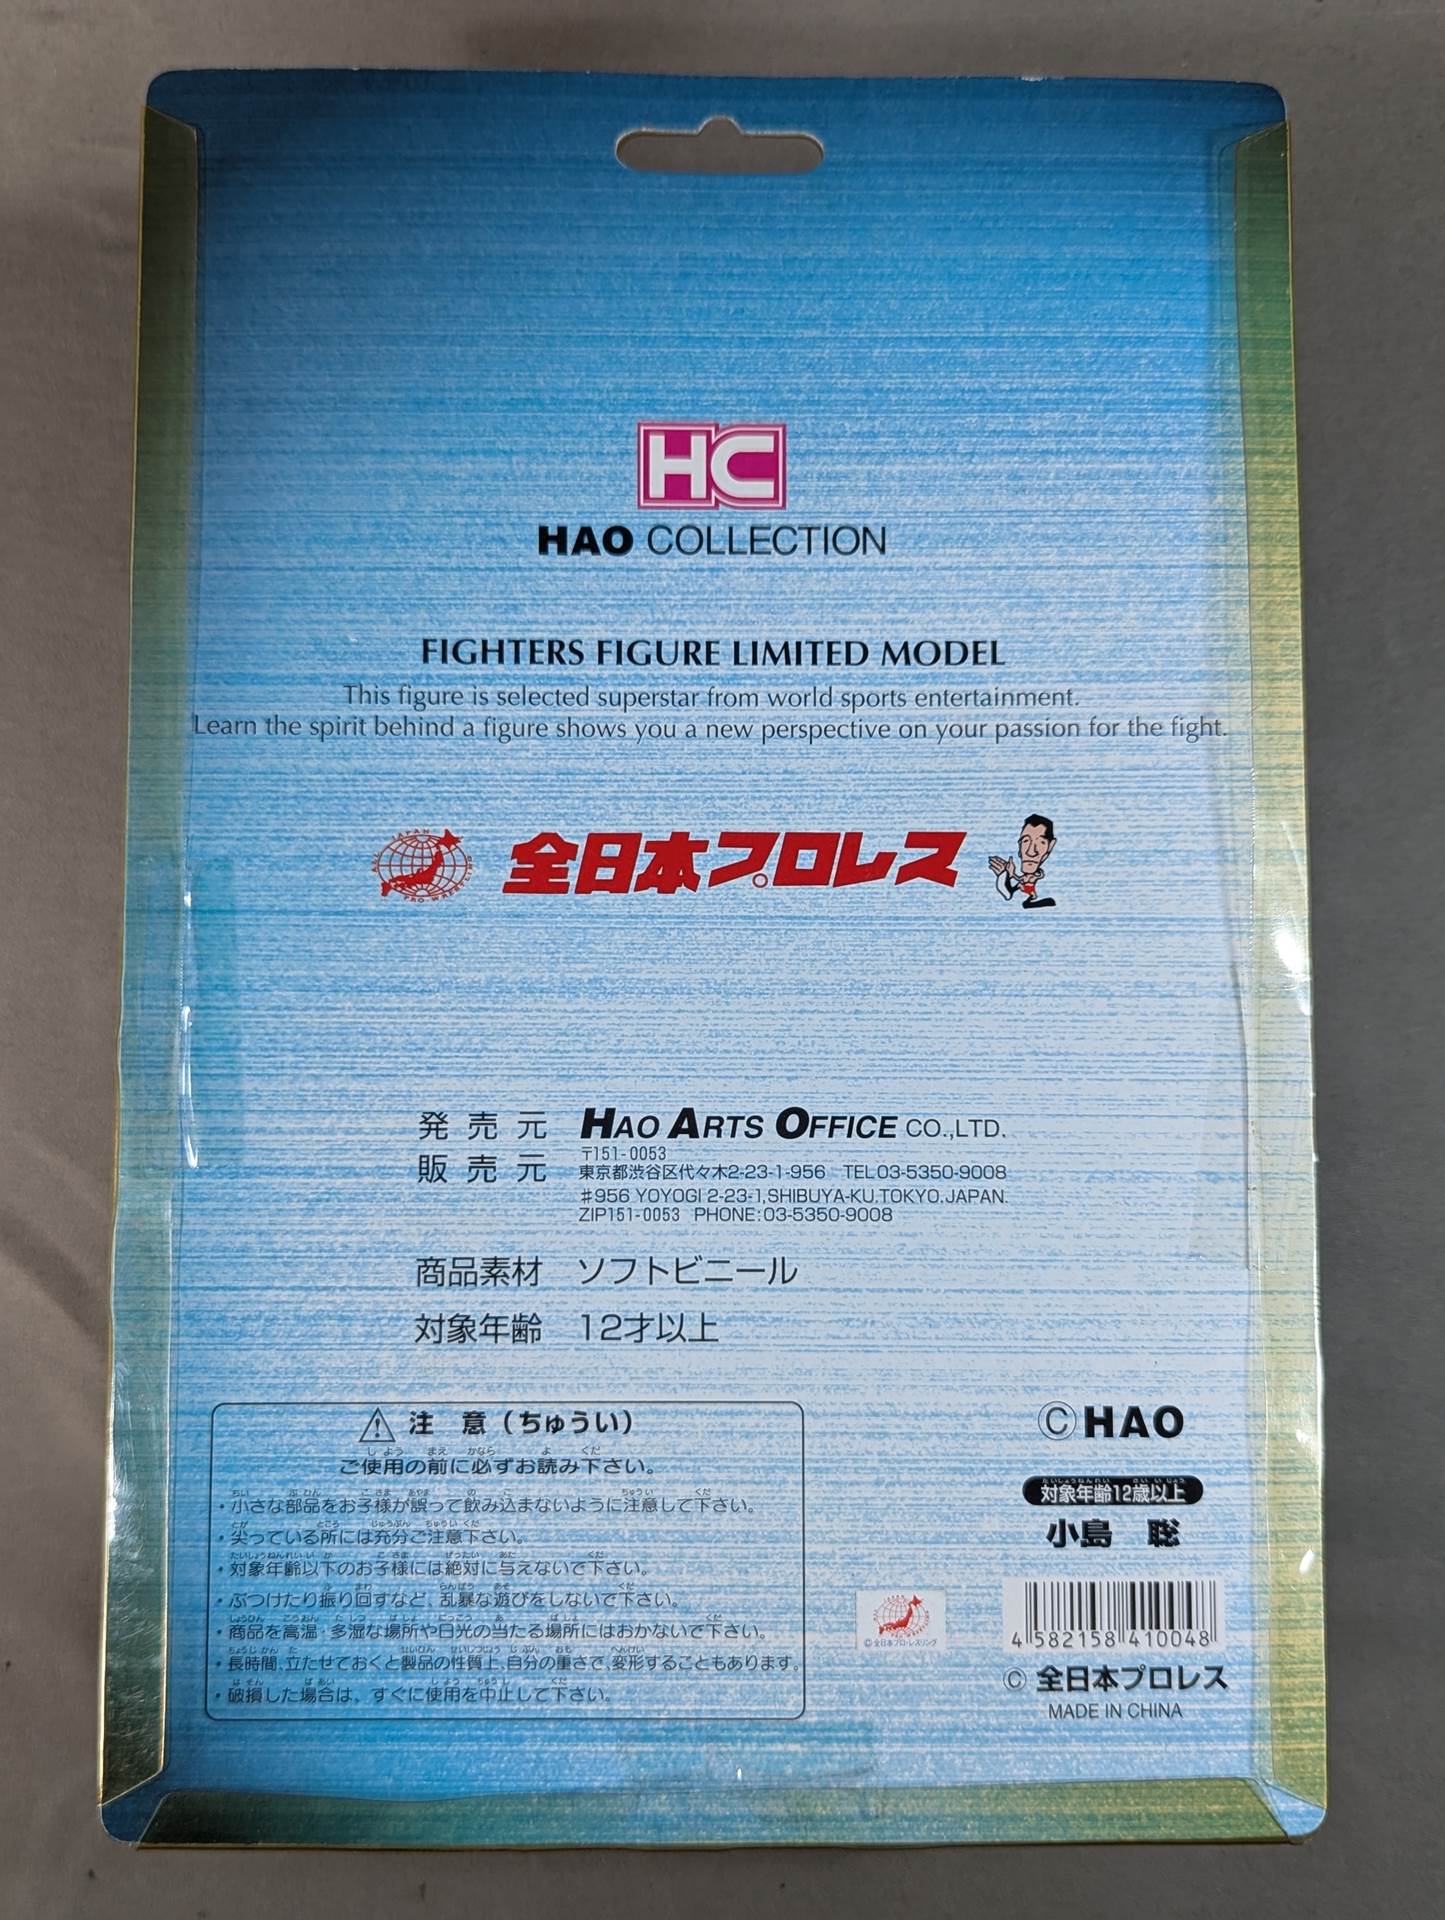 HC
HAO COLLECTION
FIGHTERS FIGURE LIMITED MODEL
This figure is selected superstar from world sports entertainment.
Learn the spirit behind a figure shows you a new perspective on your passion for the fight.
全日本プロレス
発売元 HAO ARTS OFFICE CO.,LTD.
販売元 〒151-0053
東京都渋谷区代々木2-23-1-956 TEL 03-5350-9008
#956 YOYOGI 2-23-1,SHIBUYA-KU,TOKYO,JAPAN.
ZIP151-0053 PHONE:03-5350-9008
商品素材 ソフトビニール
対象年齢 12才以上
⚠ 注 意（ちゅうい）
ご使用の前に必ずお読み下さい。
・小さな部品をお子様が誤って飲み込まないように注意して下さい。
・尖っている所には充分ご注意下さい。
・対象年齢以下のお子様には絶対に与えないで下さい。
・ぶつけたり振り回すなど、乱暴な遊びをしないで下さい。
・商品を高温・多湿な場所や日光の当たる場所にはおかないで下さい。
・長時間、立たせておくと製品の性質上、自分の重さで、変形することもあります。
・破損した場合は、すぐに使用を中止して下さい。
©HAO
対象年齢12歳以上
小島 聡
4 582158 410048
©全日本プロ・レスリング
© 全日本プロレス
MADE IN CHINA